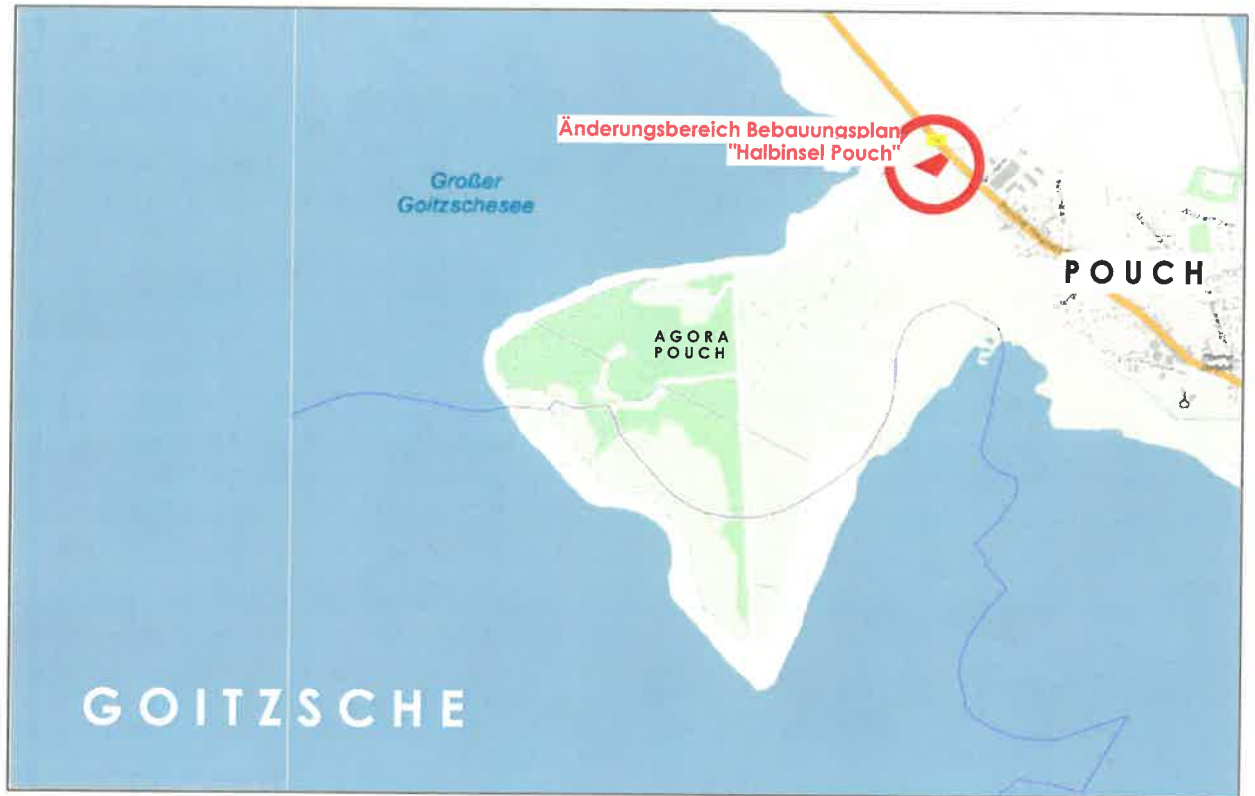 Änderungsbereich Bebauungsplan
"Halbinsel Pouch"
Großer
Goitzschesee
POUCH
AGORA
POUCH
GOITZSCHE